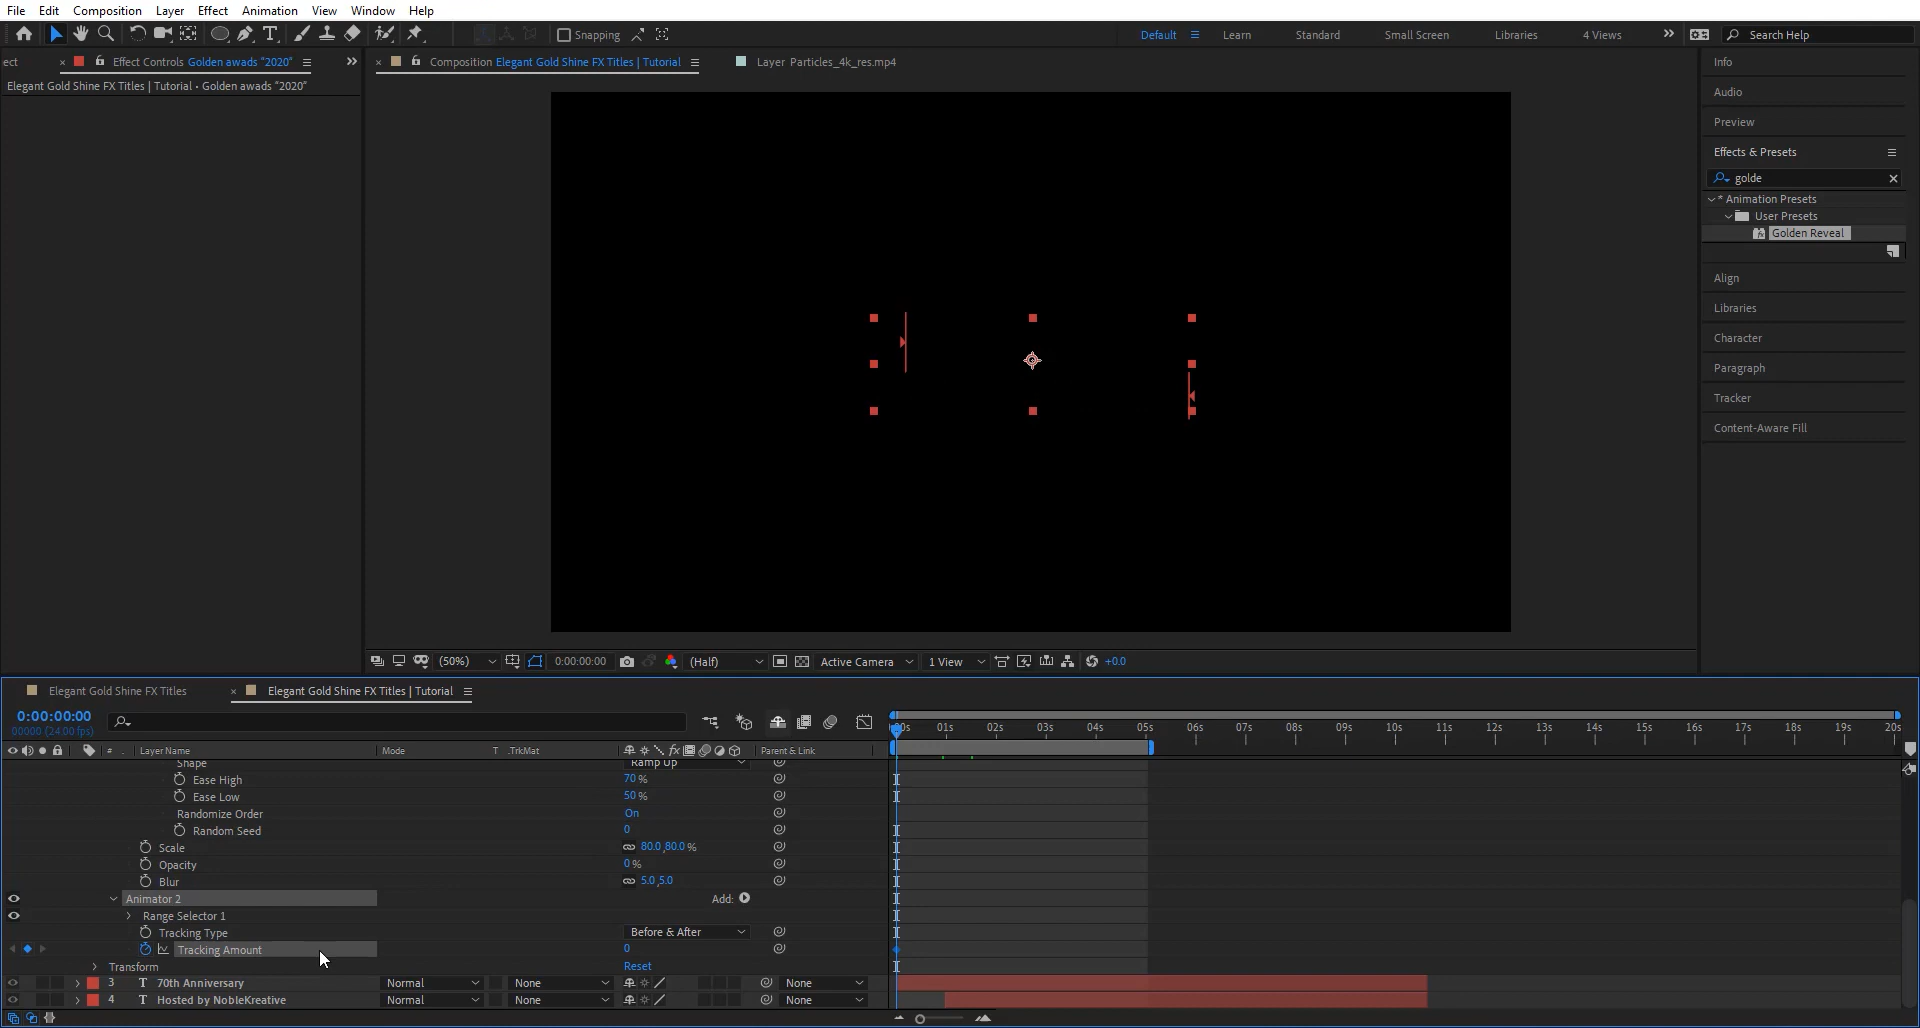 File Edit Composition Layer Effect Animation View Window Help
Snapping Default Learn Standard Small Screen Libraries 4 Views Search Help
ect Effect Controls Golden awads "2020" Composition Elegant Gold Shine FX Titles | Tutorial Layer Particles_4k_res.mp4 Info
Elegant Gold Shine FX Titles | Tutorial • Golden awads "2020"
Audio
Preview
Effects & Presets
golde
* Animation Presets
User Presets
Golden Reveal
Align
Libraries
Character
Paragraph
Tracker
Content-Aware Fill
(50%) 0:00:00:00 (Half) Active Camera 1 View +0.0
Elegant Gold Shine FX Titles Elegant Gold Shine FX Titles | Tutorial
0:00:00:00
00000 (24.00 fps)
00s 01s 02s 03s 04s 05s 06s 07s 08s 09s 10s 11s 12s 13s 14s 15s 16s 17s 18s 19s 20s
# Layer Name Mode T .TrkMat Parent & Link
Shape Ramp Up
Ease High 70 %
Ease Low 50 %
Randomize Order On
Random Seed 0
Scale 80.0,80.0 %
Opacity 0 %
Blur 5.0,5.0
Animator 2 Add:
Range Selector 1
Tracking Type Before & After
Tracking Amount 0
Transform Reset
3 T 70th Anniversary Normal None None
4 T Hosted by NobleKreative Normal None None